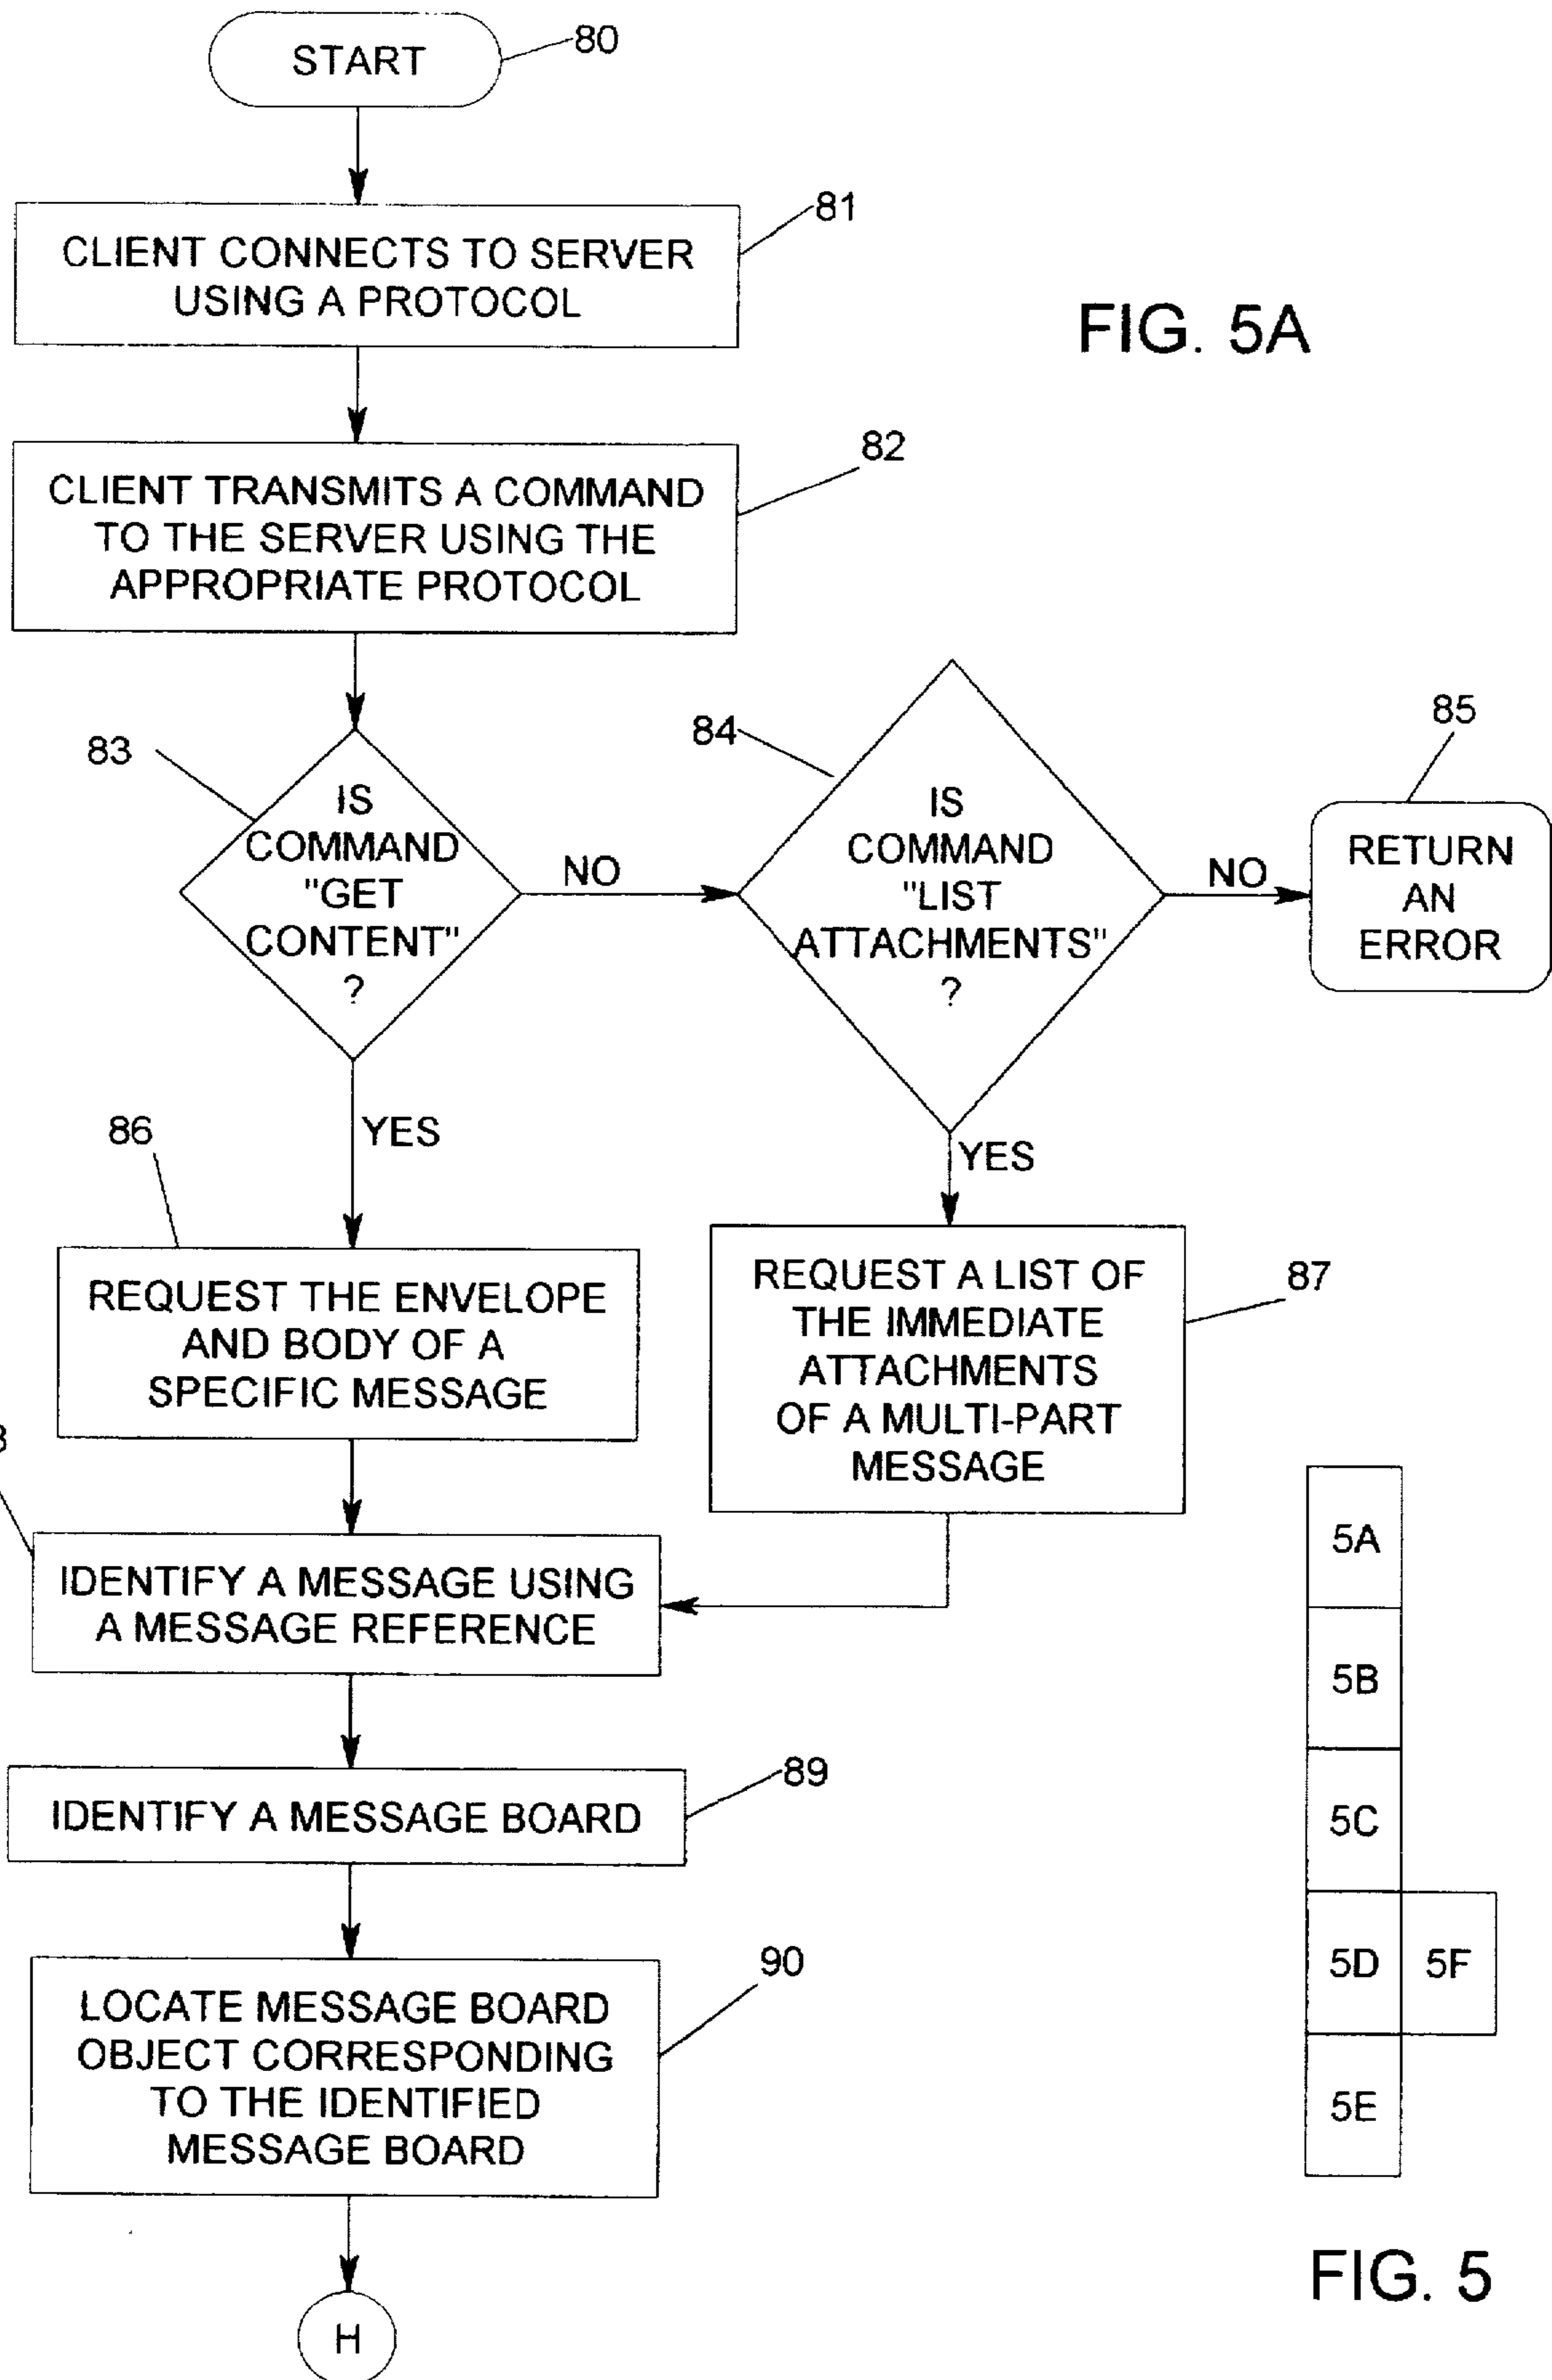 START
80
81
CLIENT CONNECTS TO SERVER
USING A PROTOCOL
FIG. 5A
82
CLIENT TRANSMITS A COMMAND
TO THE SERVER USING THE
APPROPRIATE PROTOCOL
83
IS
COMMAND
"GET
CONTENT"
?
NO
84
IS
COMMAND
"LIST
ATTACHMENTS"
?
NO
85
RETURN
AN
ERROR
YES
YES
86
REQUEST THE ENVELOPE
AND BODY OF A
SPECIFIC MESSAGE
87
REQUEST A LIST OF
THE IMMEDIATE
ATTACHMENTS
OF A MULTI-PART
MESSAGE
IDENTIFY A MESSAGE USING
A MESSAGE REFERENCE
89
IDENTIFY A MESSAGE BOARD
90
LOCATE MESSAGE BOARD
OBJECT CORRESPONDING
TO THE IDENTIFIED
MESSAGE BOARD
H
5A
5B
5C
5D
5F
5E
FIG. 5